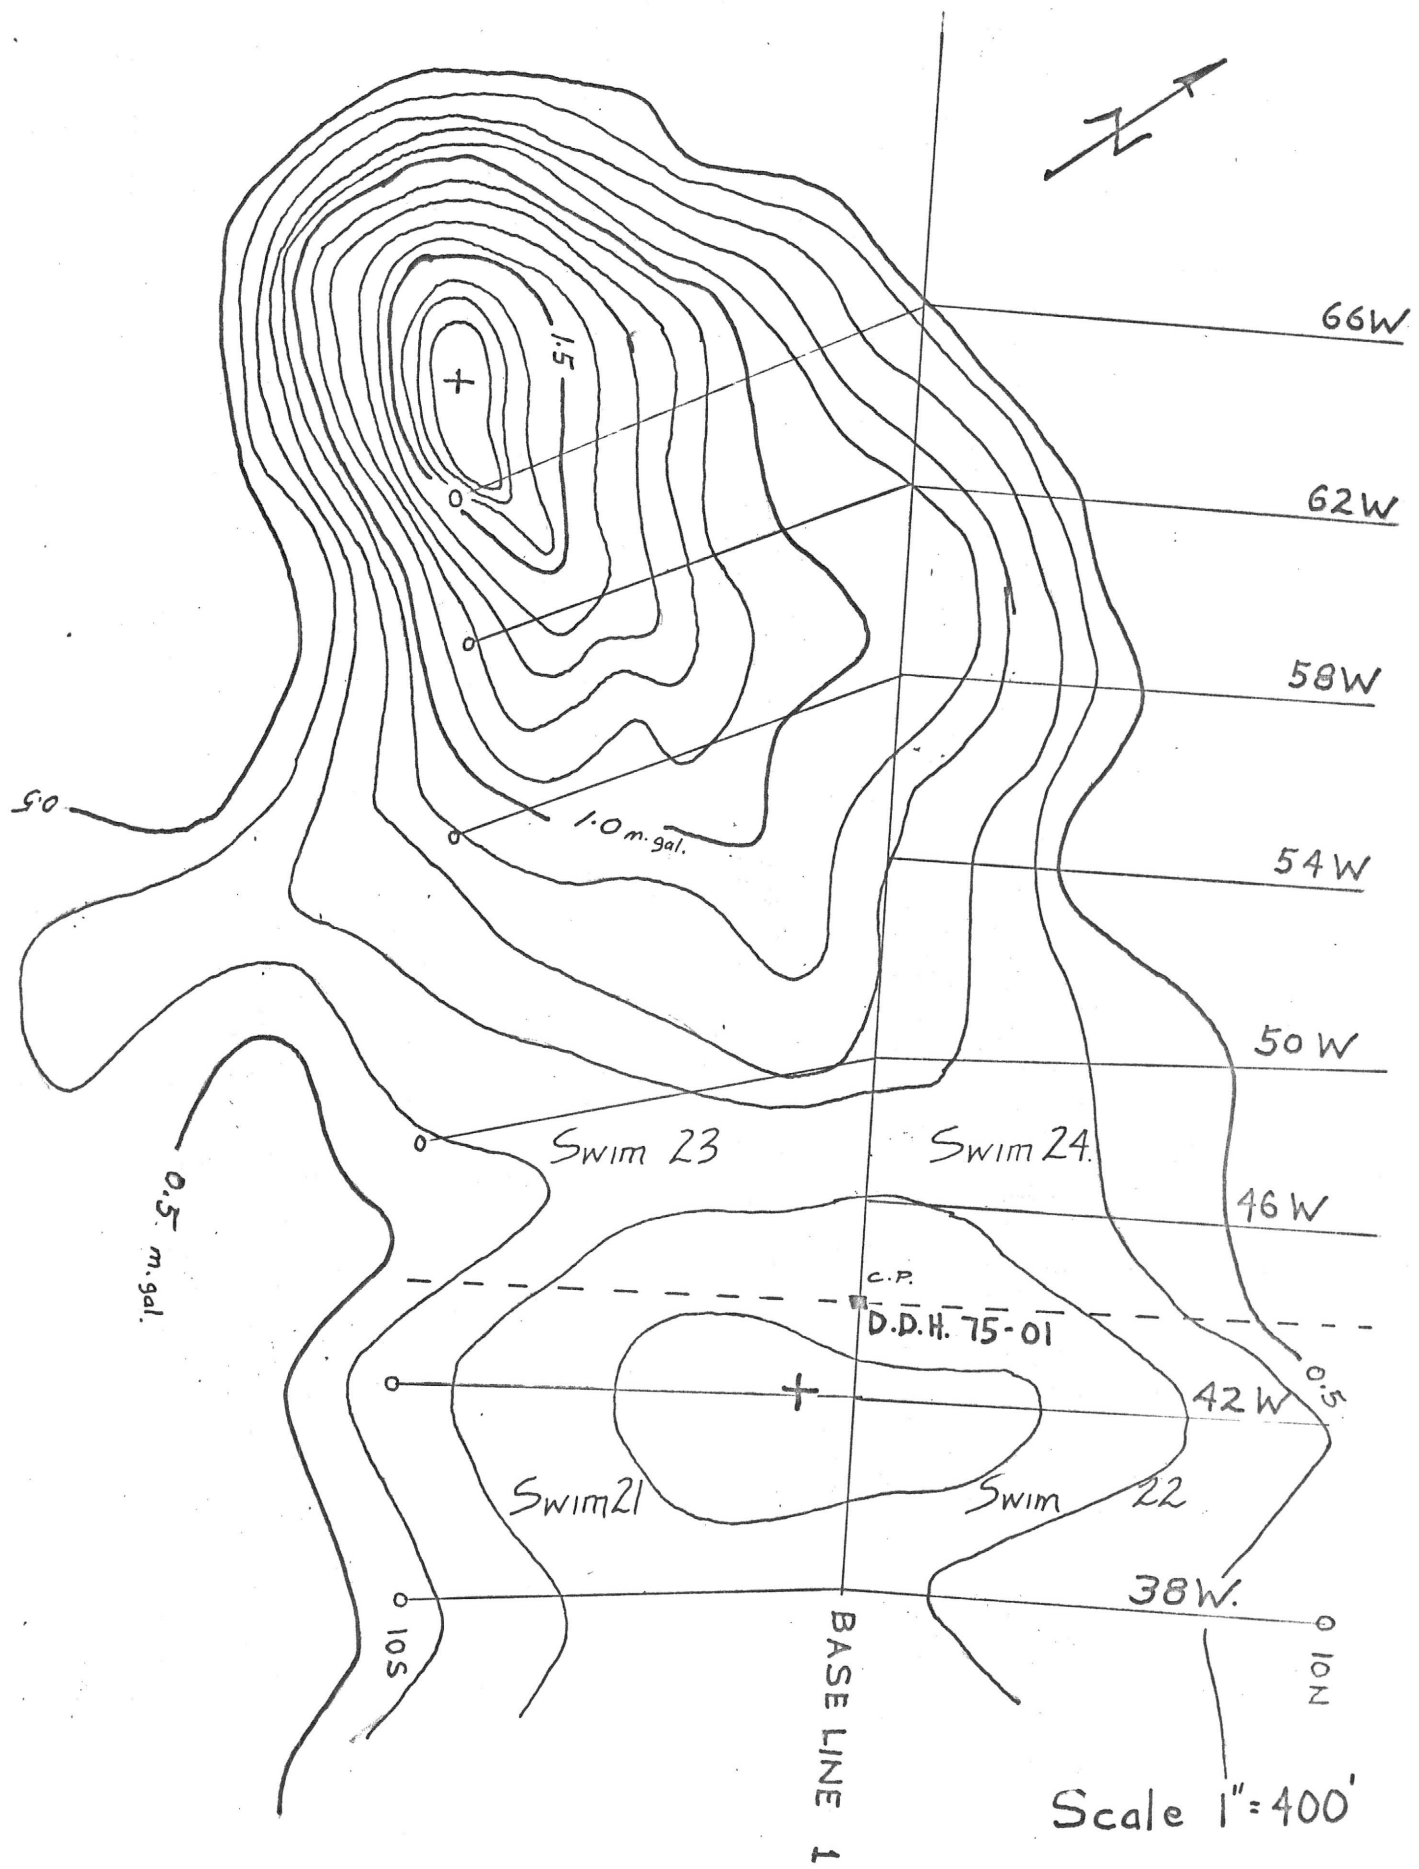 N
66W
1.5
62W
58W
0.5
1.0 m.gal.
54W
50W
Swim 23
Swim 24.
0.5 m.gal.
46W
C.P.
D.D.H. 75-01
0.5
42W
Swim 21
Swim 22
38W.
10S
10N
BASE LINE 1
Scale 1"=400'